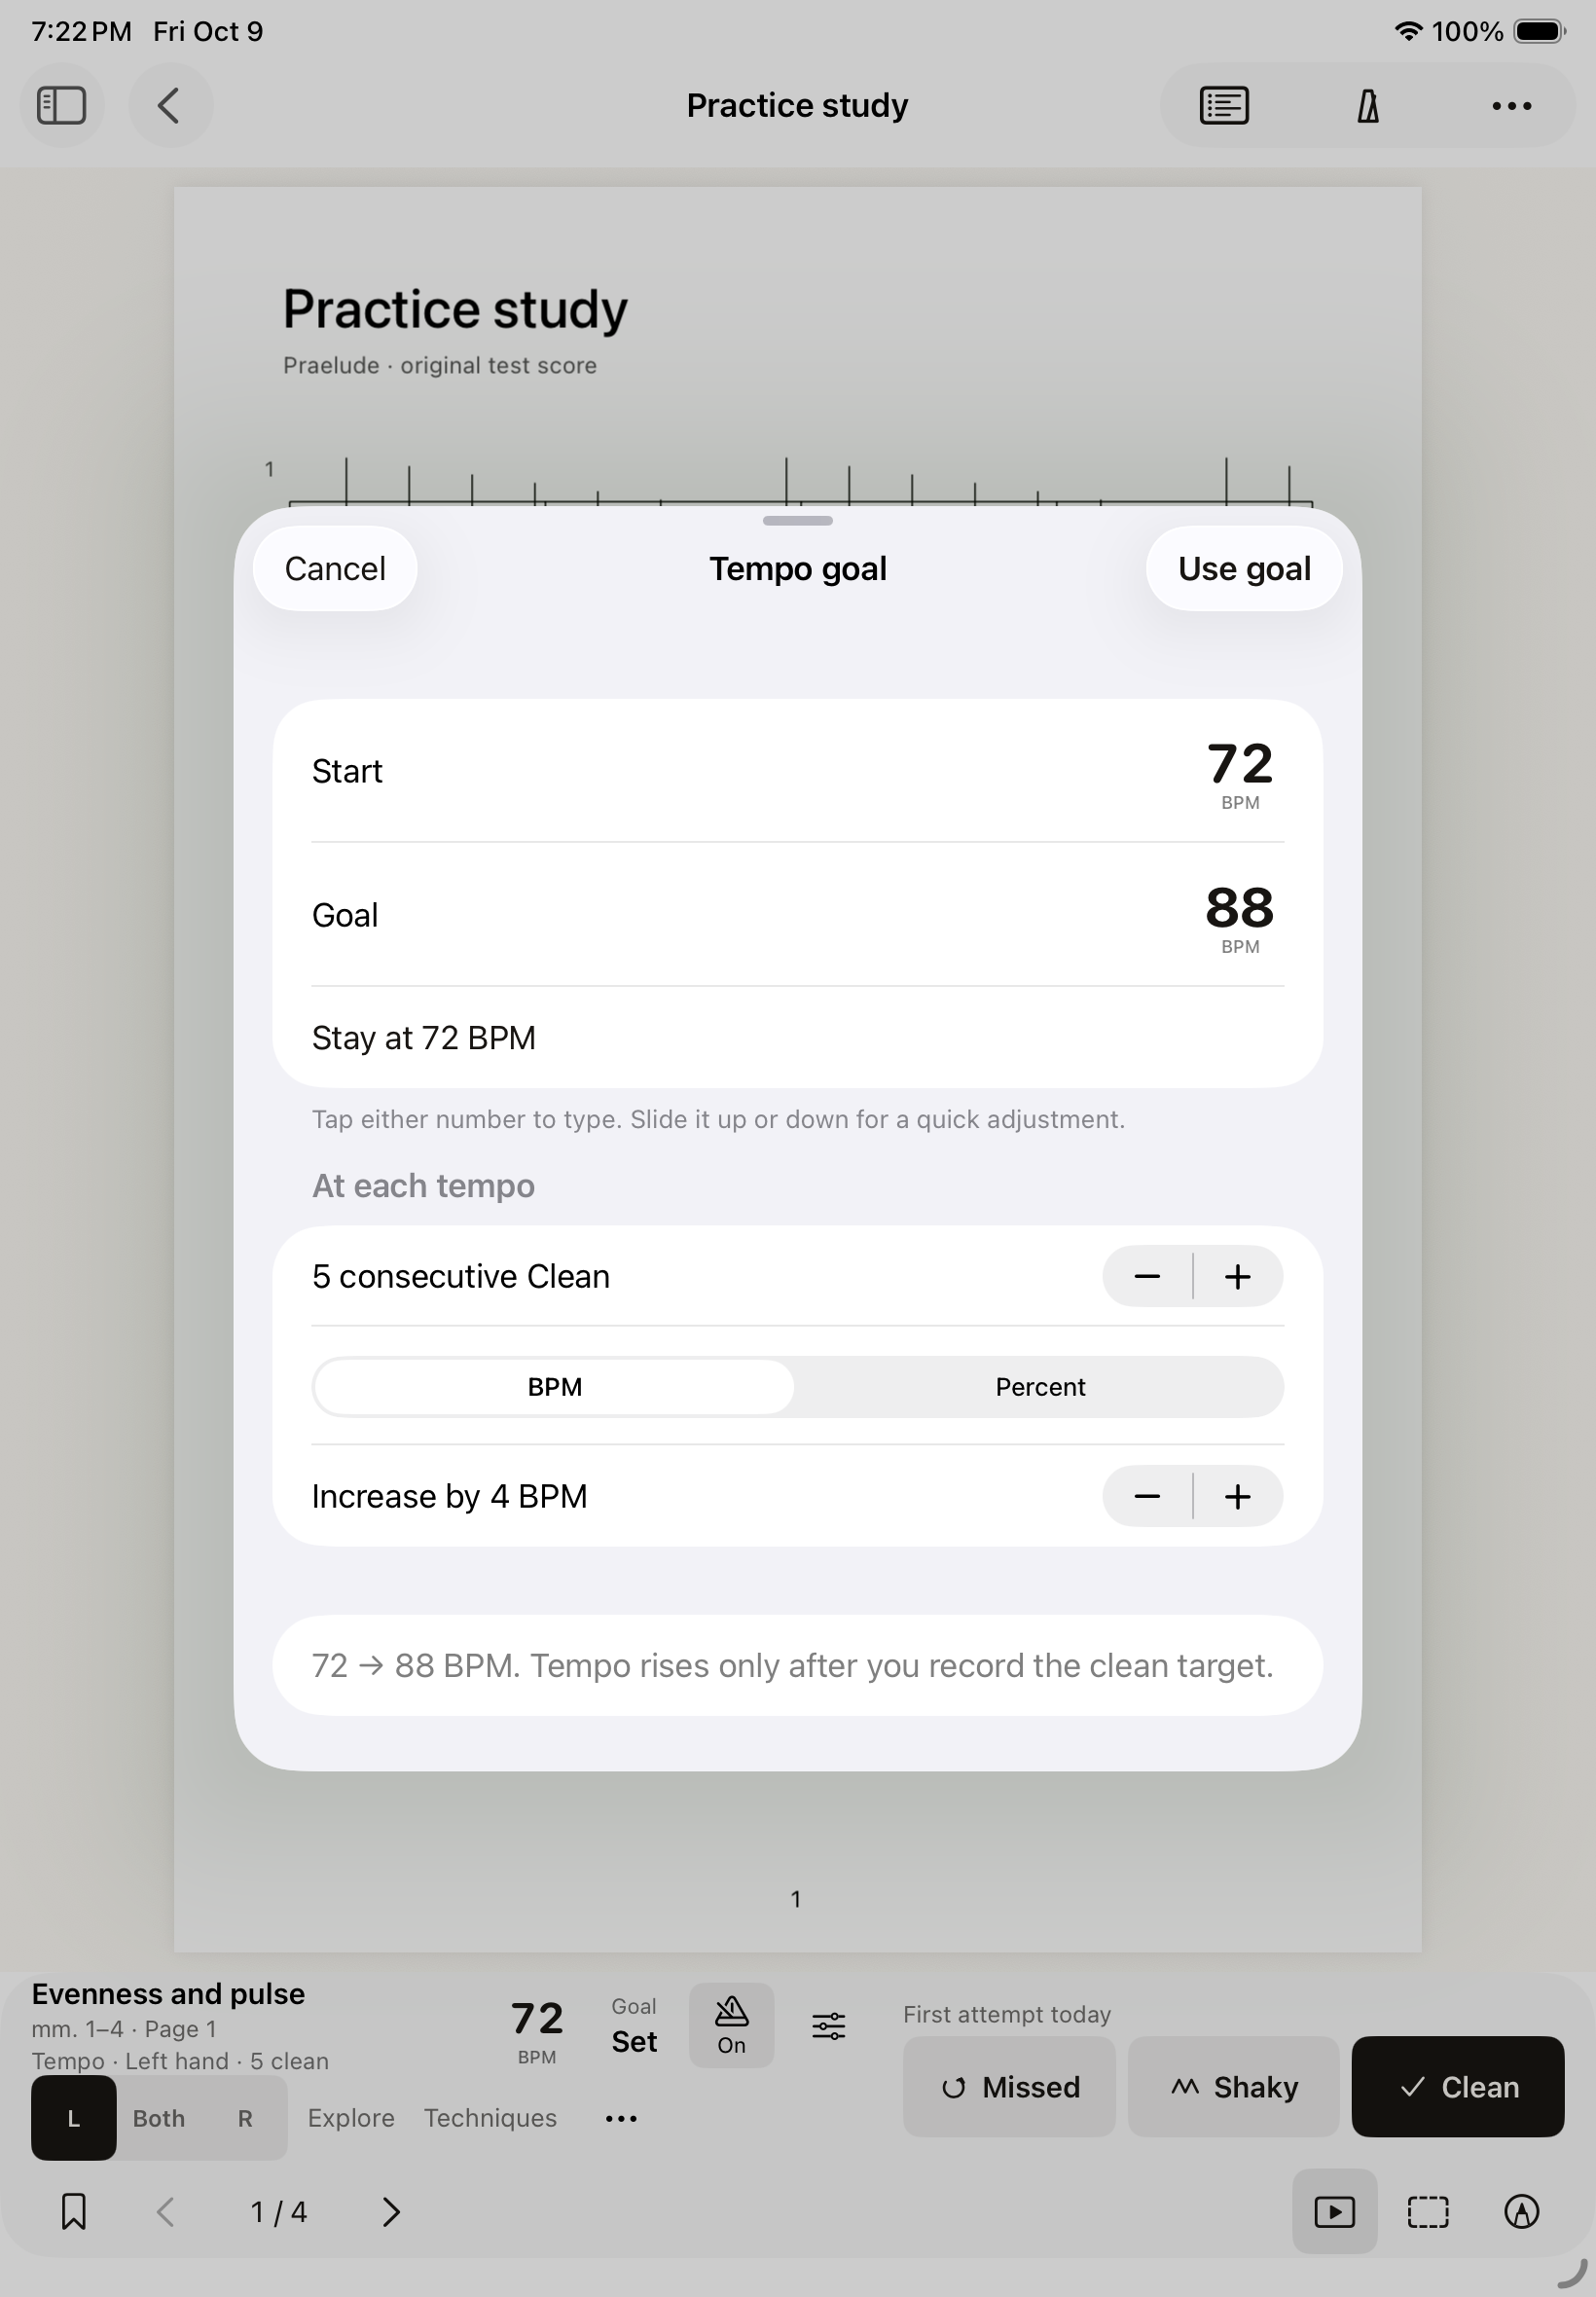 7:22 PM Fri Oct 9
100%
Practice study
Practice study
Praelude · original test score
1
Cancel
Tempo goal
Use goal
Start
72
BPM
Goal
88
BPM
Stay at 72 BPM
Tap either number to type. Slide it up or down for a quick adjustment.
At each tempo
5 consecutive Clean
BPM
Percent
Increase by 4 BPM
72 → 88 BPM. Tempo rises only after you record the clean target.
1
Evenness and pulse
mm. 1–4 · Page 1
Tempo · Left hand · 5 clean
72
BPM
Goal
Set
On
First attempt today
Missed
Shaky
Clean
L
Both
R
Explore
Techniques
1 / 4